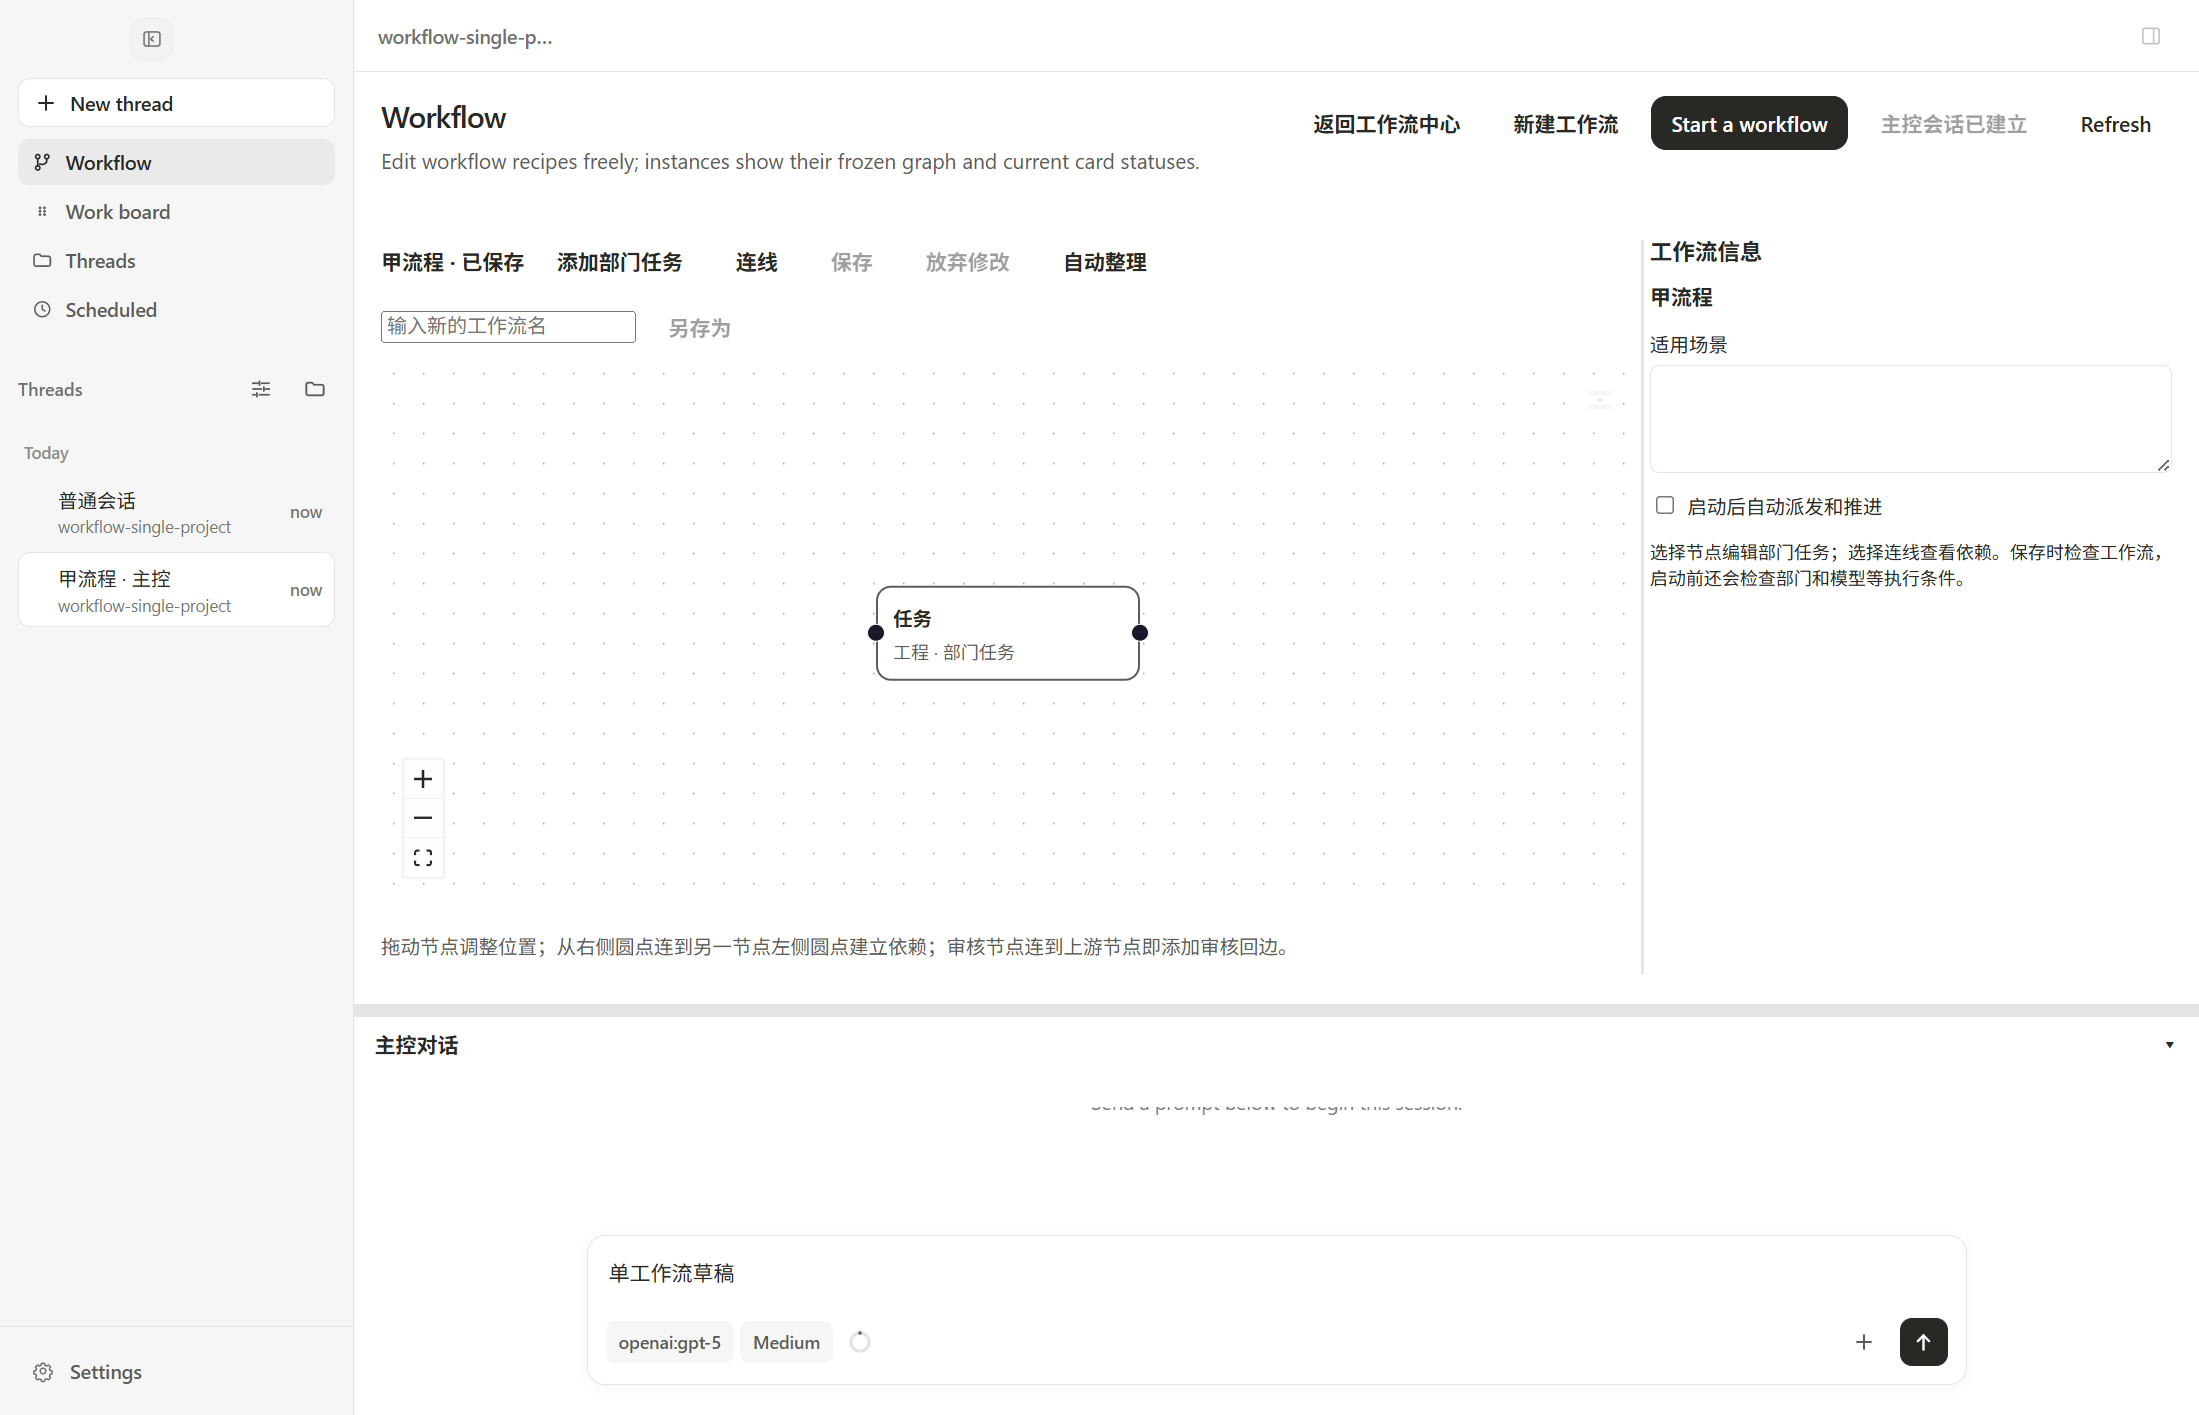 workflow-single-p...
New thread
Workflow
Work board
Threads
Scheduled
Threads
Today
普通会话
workflow-single-project
now
甲流程 · 主控
workflow-single-project
now
Settings
Workflow
Edit workflow recipes freely; instances show their frozen graph and current card statuses.
返回工作流中心
新建工作流
Start a workflow
主控会话已建立
Refresh
甲流程 · 已保存
添加部门任务
连线
保存
放弃修改
自动整理
输入新的工作流名
另存为
任务
工程 · 部门任务
拖动节点调整位置；从右侧圆点连到另一节点左侧圆点建立依赖；审核节点连到上游节点即添加审核回边。
工作流信息
甲流程
适用场景
启动后自动派发和推进
选择节点编辑部门任务；选择连线查看依赖。保存时检查工作流，
启动前还会检查部门和模型等执行条件。
主控对话
Send a prompt below to begin this session.
单工作流草稿
openai:gpt-5
Medium